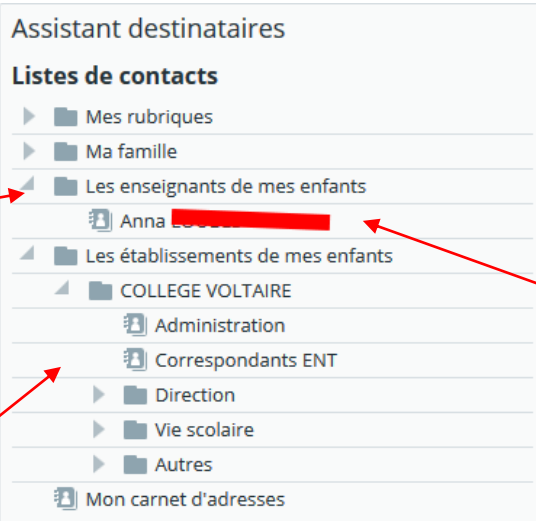 Assistant destinataires
Listes de contacts
Mes rubriques
Ma famille
Les enseignants de mes enfants
Anna
Les établissements de mes enfants
COLLEGE VOLTAIRE
Administration
Correspondants ENT
Direction
Vie scolaire
Autres
Mon carnet d'adresses